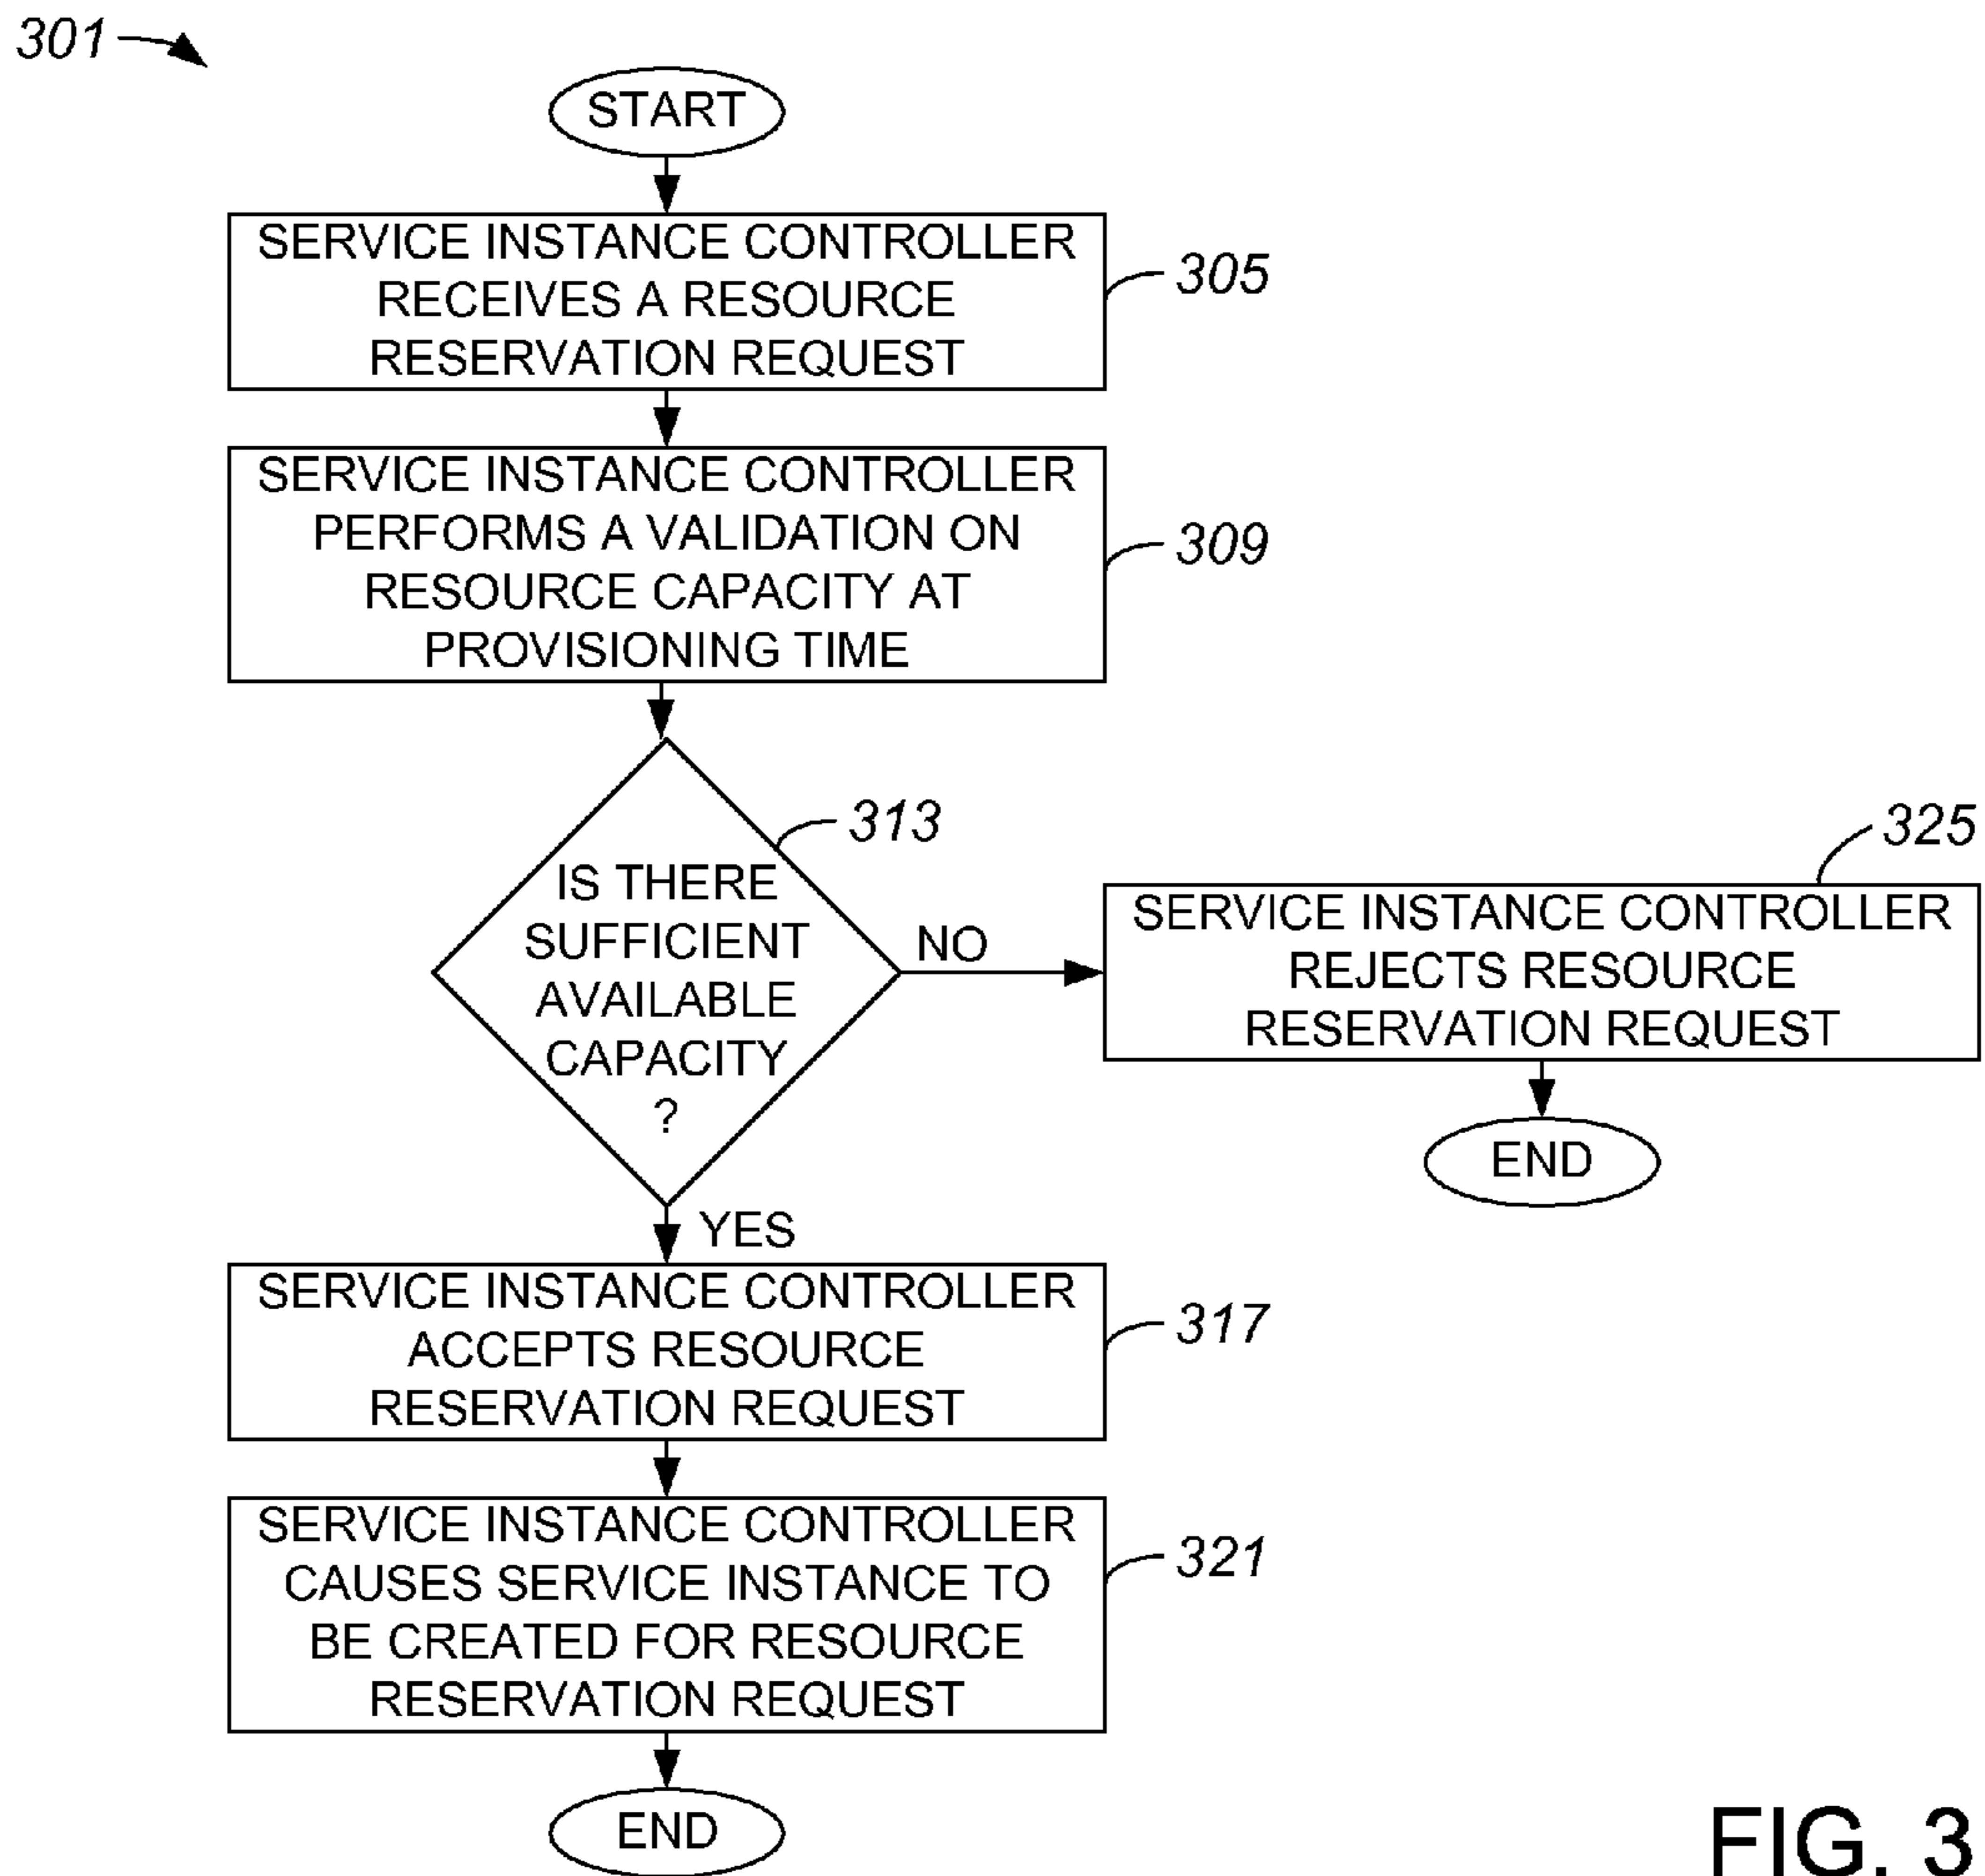 301
START
SERVICE INSTANCE CONTROLLER
RECEIVES A RESOURCE
RESERVATION REQUEST
305
SERVICE INSTANCE CONTROLLER
PERFORMS A VALIDATION ON
RESOURCE CAPACITY AT
PROVISIONING TIME
309
IS THERE
SUFFICIENT
AVAILABLE
CAPACITY
?
313
NO
325
SERVICE INSTANCE CONTROLLER
REJECTS RESOURCE
RESERVATION REQUEST
END
YES
SERVICE INSTANCE CONTROLLER
ACCEPTS RESOURCE
RESERVATION REQUEST
317
SERVICE INSTANCE CONTROLLER
CAUSES SERVICE INSTANCE TO
BE CREATED FOR RESOURCE
RESERVATION REQUEST
321
END
FIG. 3